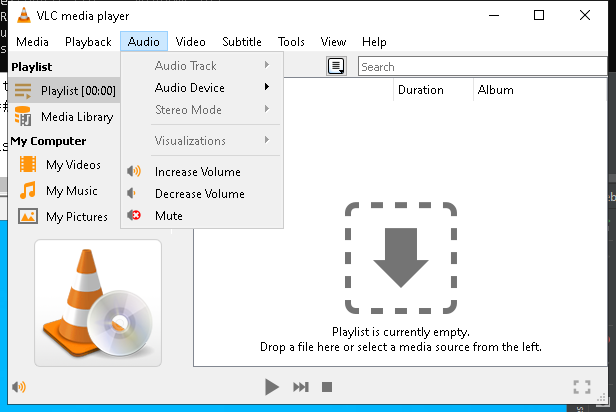 VLC media player
Media Playback Audio Video Subtitle Tools View Help
Playlist
Playlist [00:00]
Media Library
My Computer
My Videos
My Music
My Pictures
Audio Track
Audio Device
Stereo Mode
Visualizations
Increase Volume
Decrease Volume
Mute
Search
Duration Album
Playlist is currently empty.
Drop a file here or select a media source from the left.